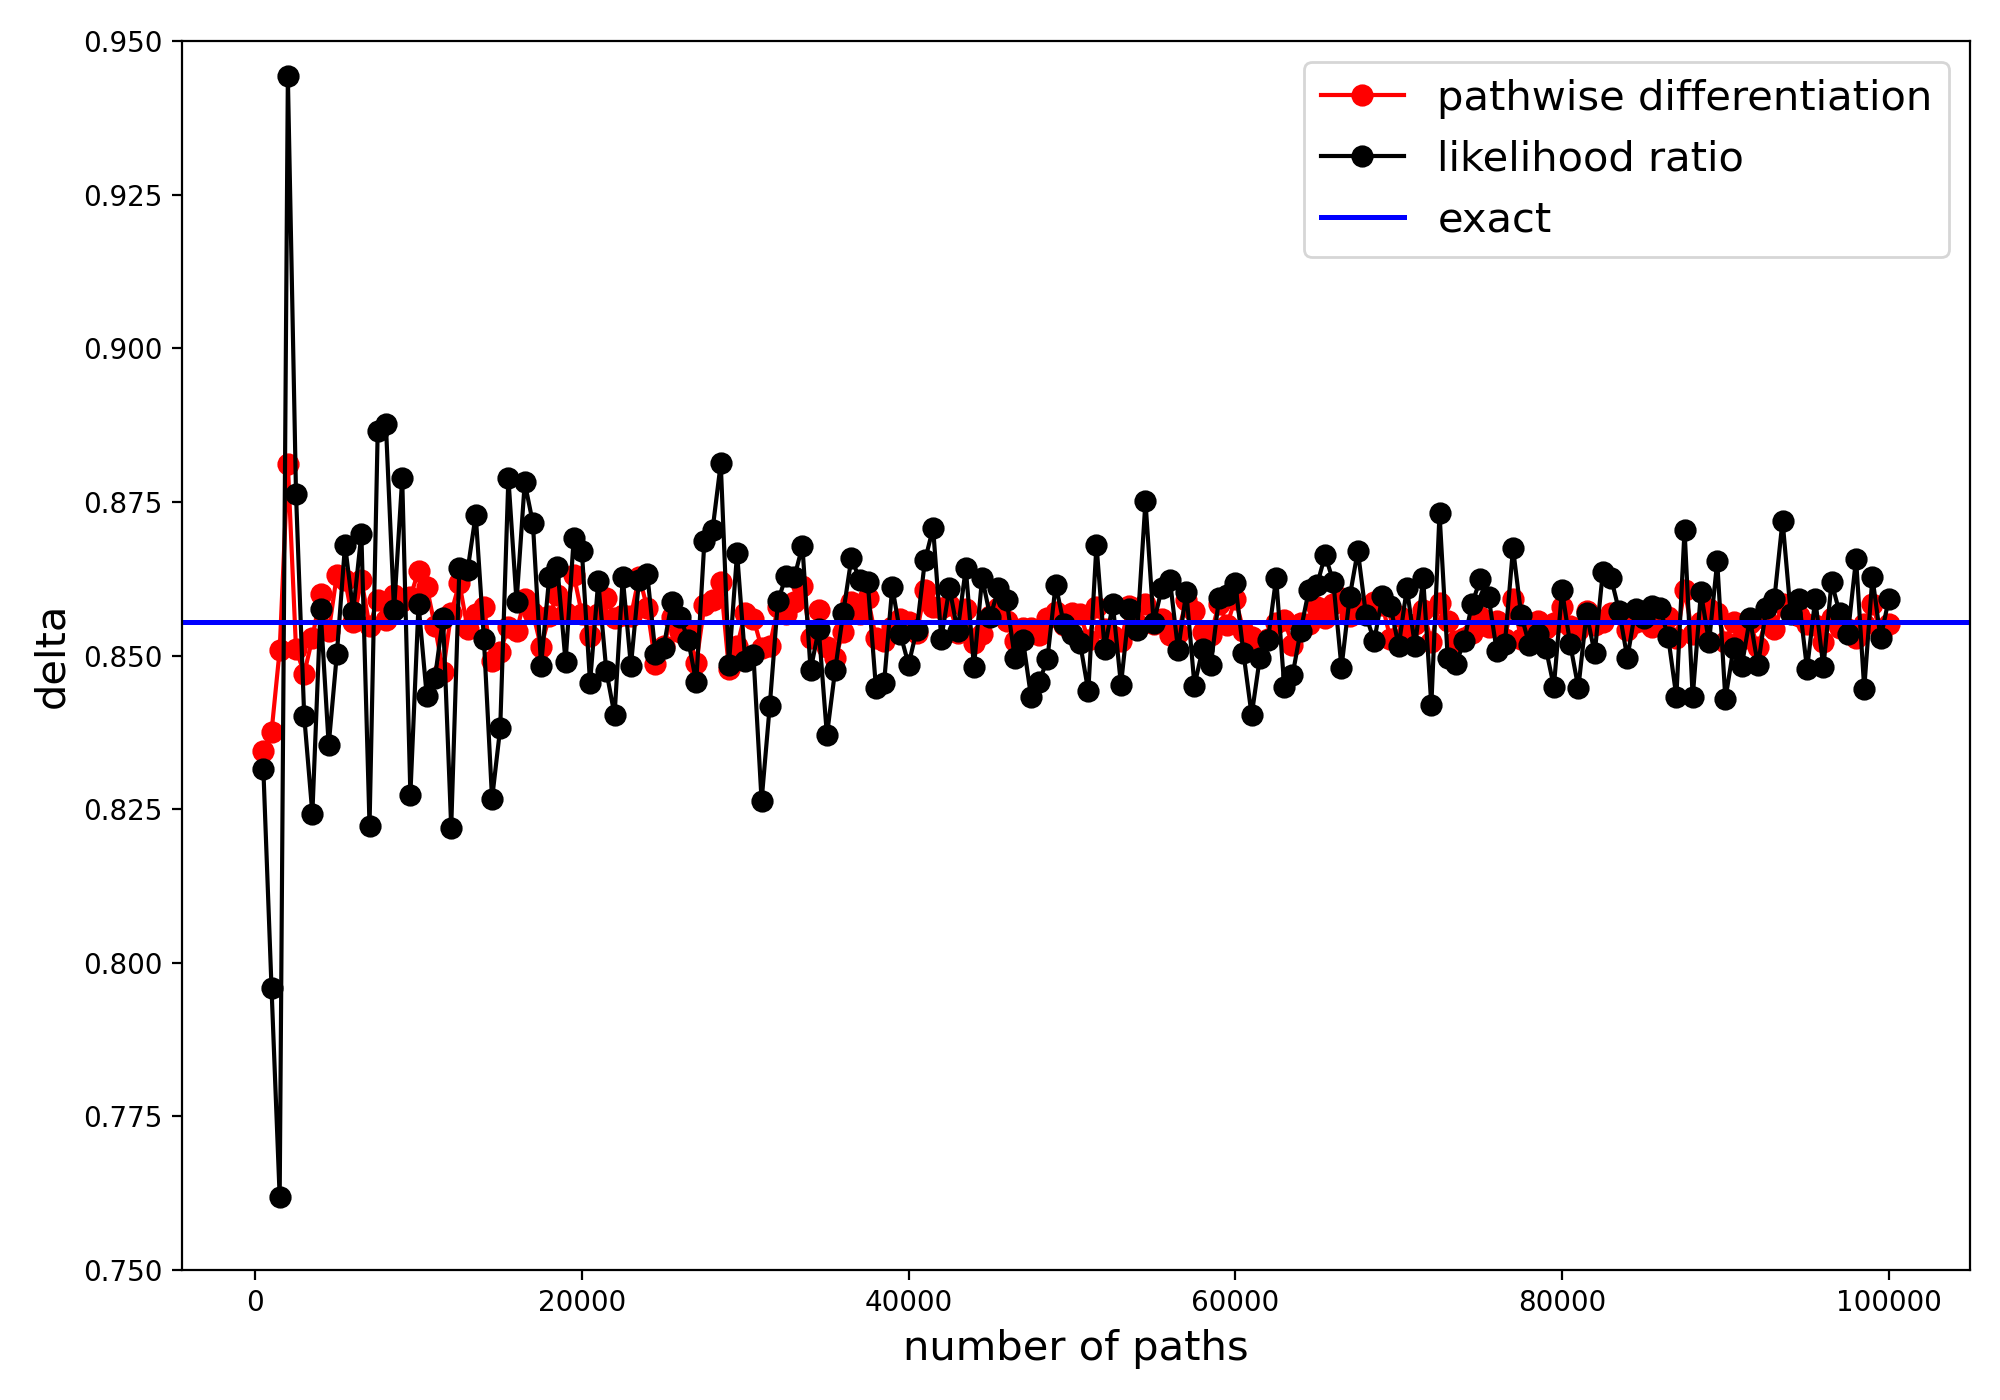 0.950
0.925
0.900
0.875
0.850
0.825
0.800
0.775
0.750
delta
pathwise differentiation
likelihood ratio
exact
0 20000 40000 60000 80000 100000
number of paths